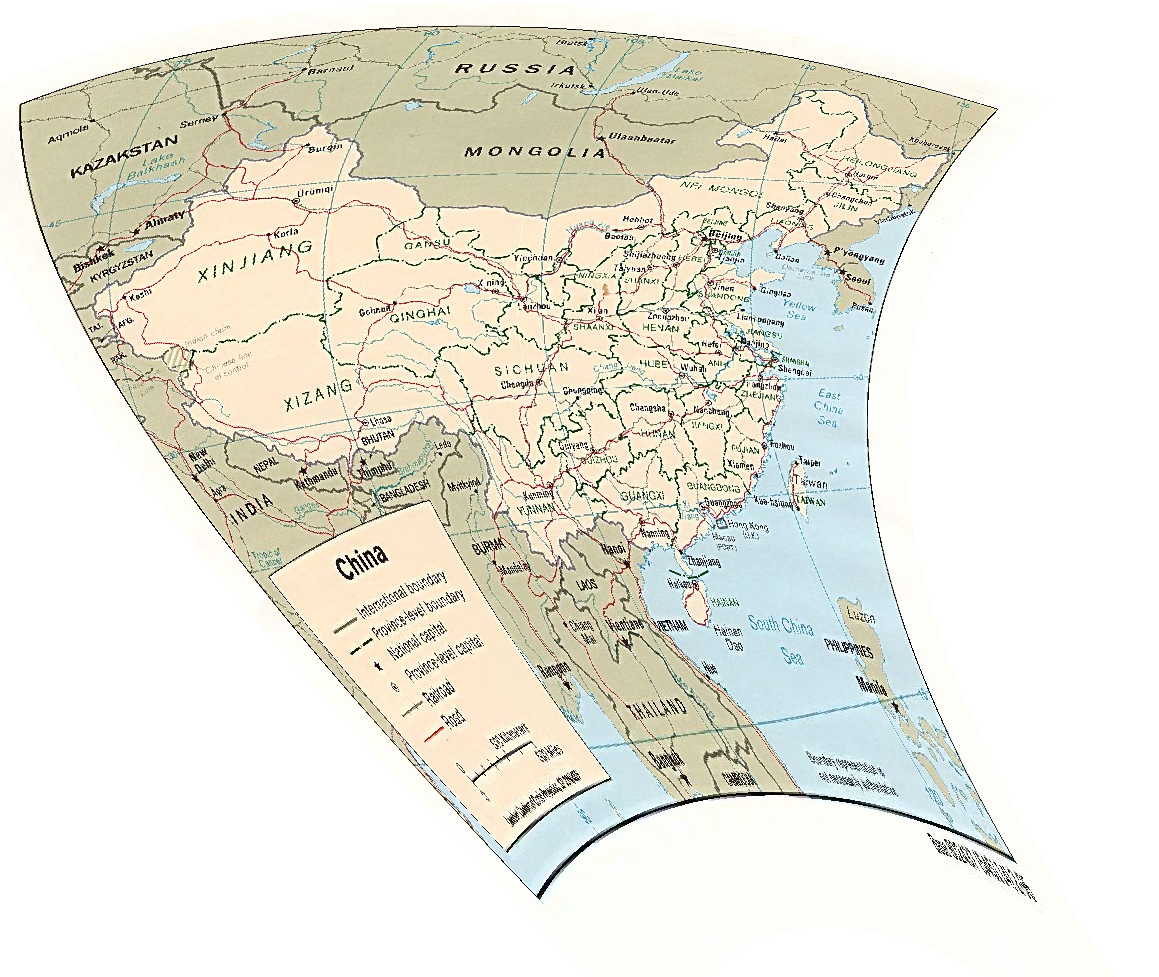 Irkutsk
RUSSIA
Lake
Barnaul
Ulan-Ude
Aqmola
Semey
KAZAKSTAN
Lake
Balkhash
Burqin
MONGOLIA
Ulaanbaatar
Hailar
HEILONGJIANG
Harbin
Changchun
JILIN
NEI MONGOL
Shenyang
LIAONING
Vladivostok
Ürümqi
Almaty
Bishkek
KYRGYZSTAN
Korla
XINJIANG
GANSU
Hohhot
Baotou
BEIJING
Beijing
Tianjin
P'yongyang
Seoul
Pusan
Dalian
Yinchuan
Shijiazhuang
HEBEI
Taiyuan
NINGXIA
SHANXI
Jinan
SHANDONG
Qingdao
Yellow
Sea
Kashi
TAJ.
AFG.
PAK.
Indian claim
Chinese line
of control
Golmud
QINGHAI
Xining
Lanzhou
Xi'an
SHAANXI
Zhengzhou
HENAN
Lianyungang
JIANGSU
Nanjing
Hefei
SHANGHAI
Shanghai
XIZANG
SICHUAN
Chengdu
HUBEI
Wuhan
Hangzhou
ZHEJIANG
Chongqing
Changsha
Nanchang
JIANGXI
HUNAN
East
China
Sea
Lhasa
BHUTAN
New
Delhi
NEPAL
Kathmandu
Thimphu
Ledo
BANGLADESH
Myitkyina
Agra
INDIA
Guiyang
GUIZHOU
FUJIAN
Fuzhou
Xiamen
Taipei
Taiwan
TAIWAN
Kao-hsiung
Kunming
YUNNAN
GUANGXI
GUANGDONG
Guangzhou
Hong Kong
(U.K.)
Macau
(PORT.)
Nanning
Zhanjiang
Tropic of
Cancer
BURMA
Mandalay
Hanoi
LAOS
Haikou
HAINAN
Hainan
Dao
South China
Sea
Luzon
PHILIPPINES
Manila
Chiang
Mai
Vientiane
VIETNAM
Hue
Rangoon
THAILAND
Bangkok
CAMBODIA
China
International boundary
Province-level boundary
National capital
Province-level capital
Railroad
Road
0
500 Kilometers
500 Miles
Boundary representation is
not necessarily authoritative